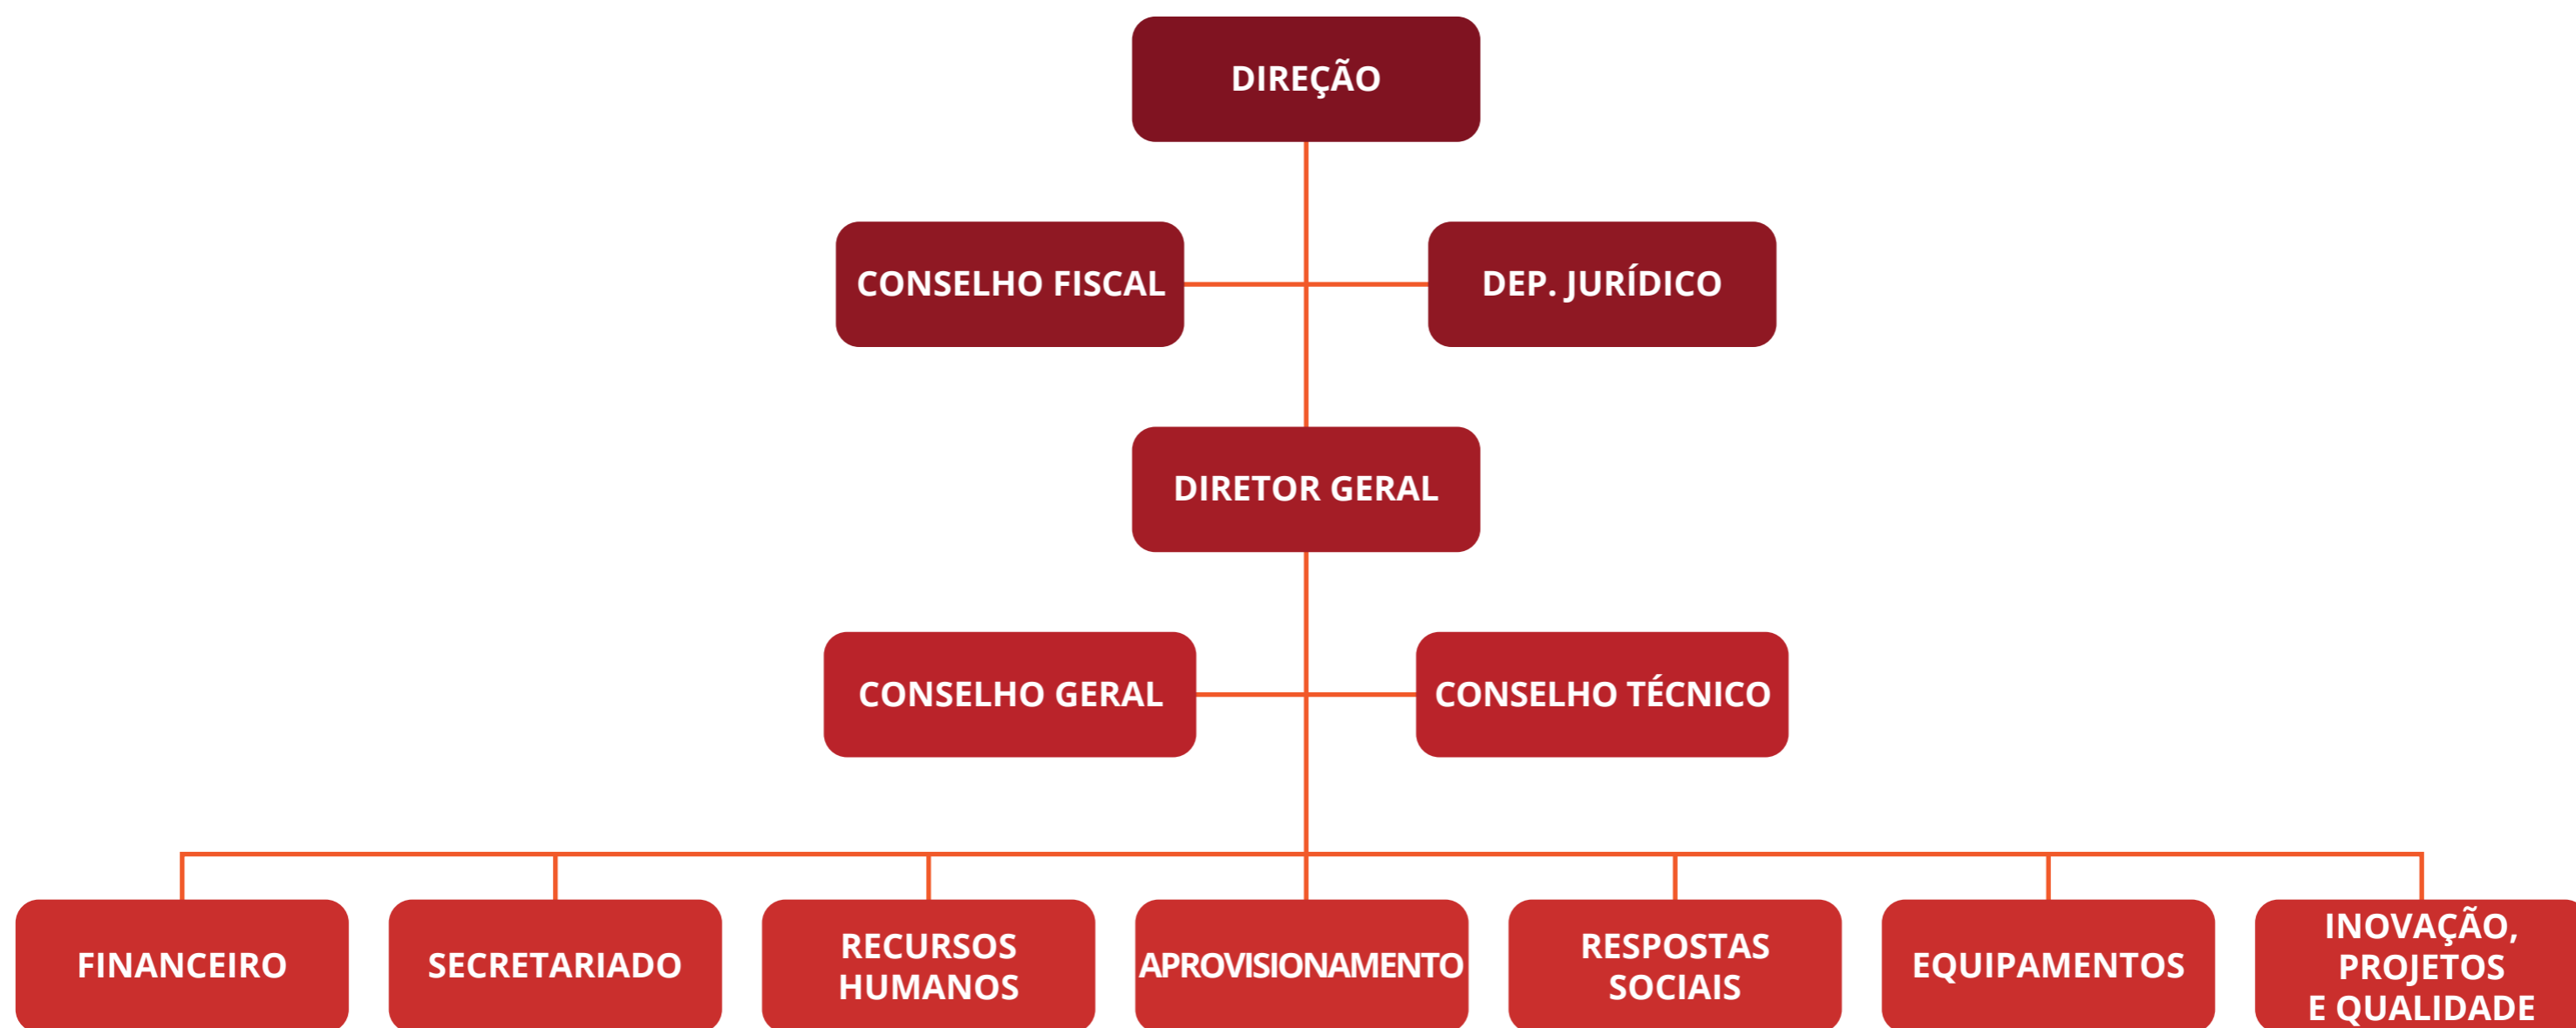 DIREÇÃO
CONSELHO FISCAL
DEP. JURÍDICO
DIRETOR GERAL
CONSELHO GERAL
CONSELHO TÉCNICO
FINANCEIRO
SECRETARIADO
RECURSOS
HUMANOS
APROVISIONAMENTO
RESPOSTAS
SOCIAIS
EQUIPAMENTOS
INOVAÇÃO,
PROJETOS
E QUALIDADE